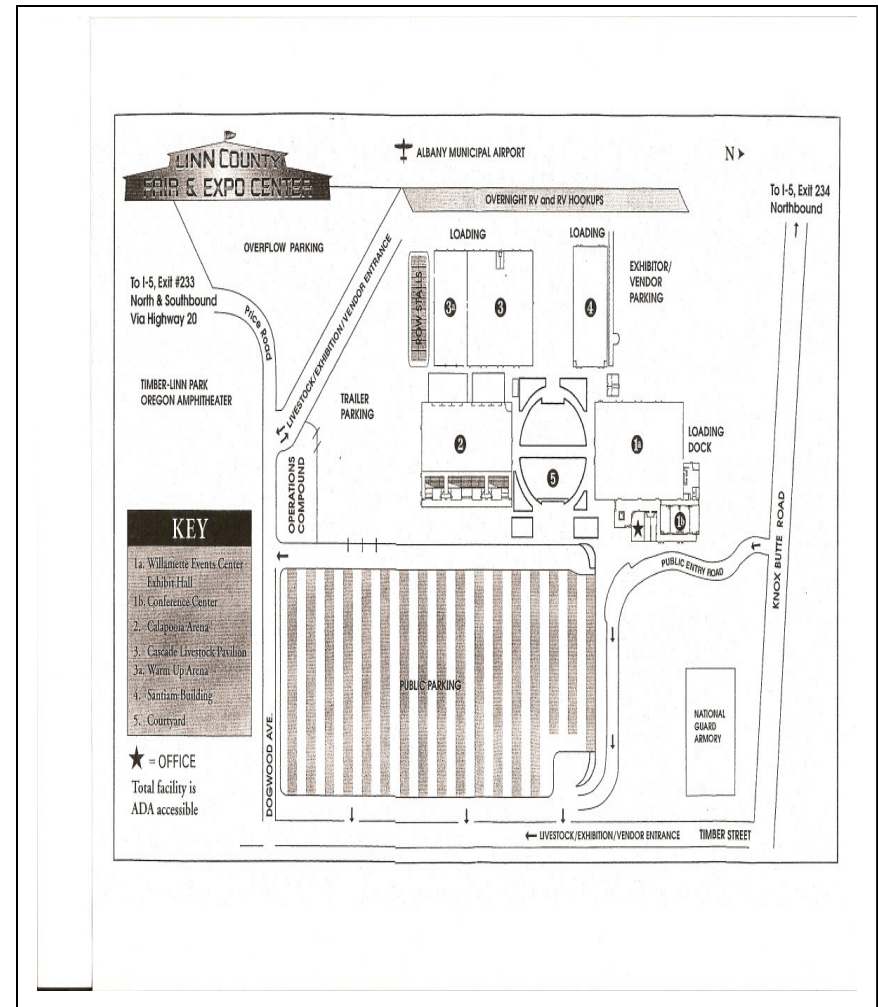 LINN COUNTY
FAIR & EXPO CENTER
ALBANY MUNICIPAL AIRPORT
N
To I-5, Exit 234
Northbound
OVERNIGHT RV and RV HOOKUPS
OVERFLOW PARKING
LOADING
LOADING
EXHIBITOR/
VENDOR
PARKING
To I-5, Exit #233
North & Southbound
Via Highway 20
Price Road
LIVESTOCK/EXHIBITION/VENDOR ENTRANCE
ROW STALLS
3a
3
4
TIMBER-LINN PARK
OREGON AMPHITHEATER
TRAILER
PARKING
2
1a
LOADING
DOCK
5
1b
OPERATIONS
COMPOUND
KEY
1a. Willamette Events Center
Exhibit Hall
1b. Conference Center
2. Calapooia Arena
3. Cascade Livestock Pavilion
3a. Warm Up Arena
4. Santiam Building
5. Courtyard
★ = OFFICE
Total facility is
ADA accessible
PUBLIC ENTRY ROAD
KNOX BUTTE ROAD
PUBLIC PARKING
NATIONAL
GUARD
ARMORY
DOGWOOD AVE.
LIVESTOCK/EXHIBITION/VENDOR ENTRANCE
TIMBER STREET